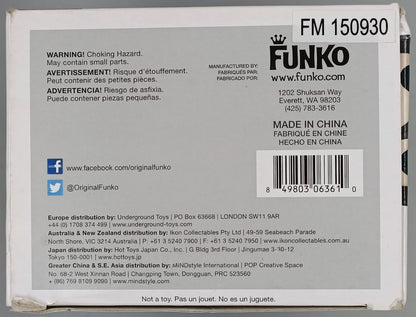 FM 150930
WARNING! Choking Hazard.
May contain small parts.
AVERTISSEMENT! Risque d'étouffement.
Peut contenir des petites pièces.
ADVERTENCIA! Riesgo de asfixia.
Puede contener piezas pequeñas.
MANUFACTURED BY:
FABRIQUÉ PAR:
FABRICADO POR:
FUNKO
www.funko.com
1202 Shuksan Way
Everett, WA 98203
(425) 783-3616
MADE IN CHINA
FABRIQUÉ EN CHINE
HECHO EN CHINA
www.facebook.com/originalfunko
@OriginalFunko
8 49803 06361 0
Europe distribution by: Underground Toys | PO Box 63668 | LONDON SW11 9AR
+44 (0) 1708 374 499 | www.underground-toys.com
Australia & New Zealand distribution by: Ikon Collectables Pty Ltd | 49-59 Seabeach Parade
North Shore, VIC 3214 Australia | P: +61 3 5240 7900 | F: +61 3 5240 7990 | www.ikoncollectables.com.au
Japan distribution by: Hot Toys Japan Co., Inc. | G Bldg 3rd Floor | Jingumae 3-10-12
Tokyo 150-0001 | www.hottoys.jp
Greater China & S.E. Asia distribution by: MINDstyle International | POP Creative Space
No. 68-2 West Xinnan Road | Changping Town, Dongguan, PRC 523560
+ (86) 769 8109 9090 | www.mindstyle.com
Not a toy. Pas un jouet. No es un juguete.